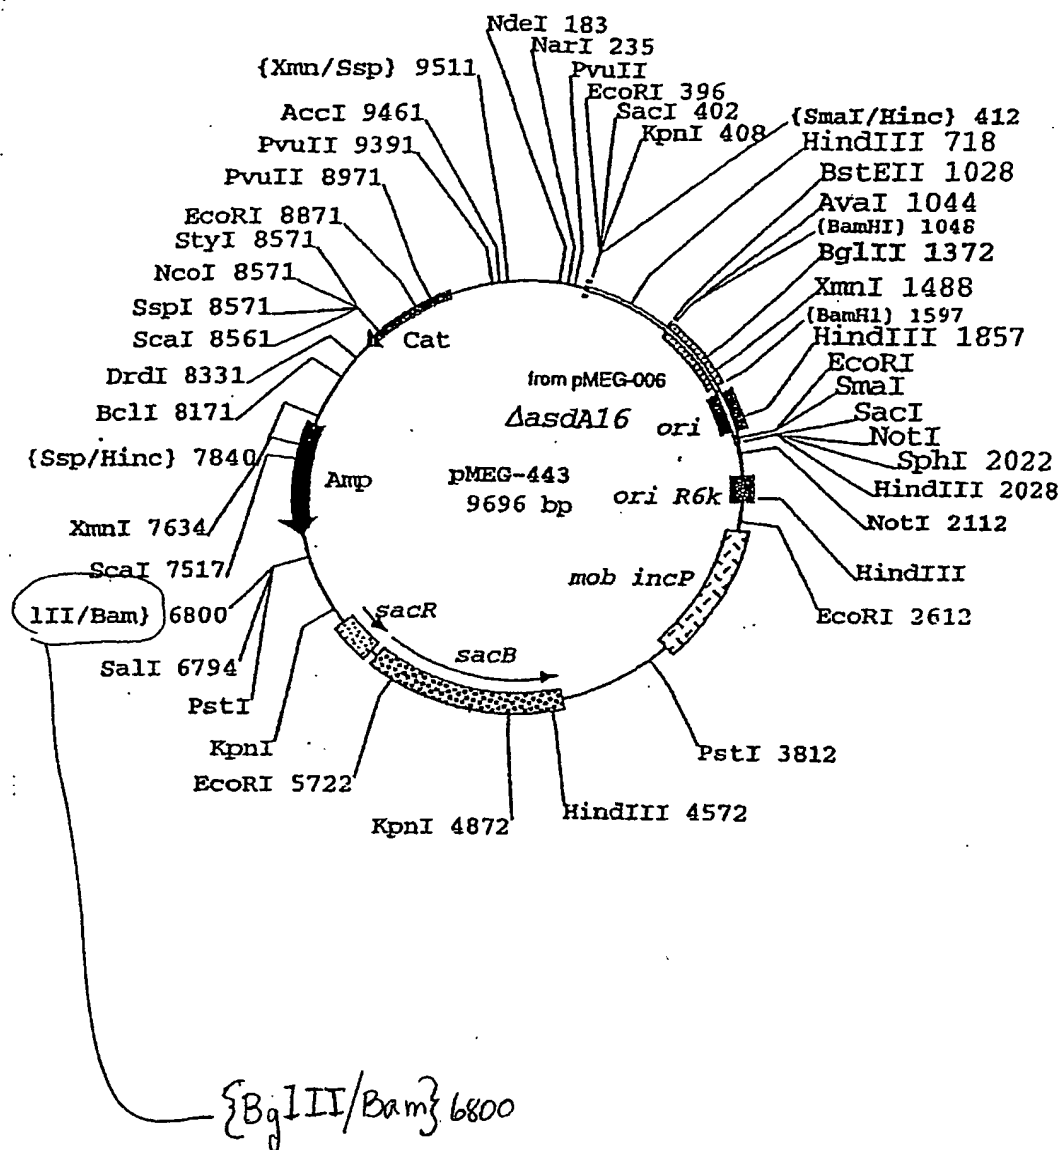 NdeI 183
NarI 235
PvuII
EcoRI 396
SacI 402
KpnI 408
{SmaI/Hinc} 412
HindIII 718
BstEII 1028
AvaI 1044
{BamHI} 1048
BglII 1372
XmnI 1488
{BamH1} 1597
HindIII 1857
EcoRI
SmaI
SacI
NotI
SphI 2022
HindIII 2028
NotI 2112
HindIII
EcoRI 2612
PstI 3812
HindIII 4572
KpnI 4872
EcoRI 5722
KpnI
PstI
SalI 6794
lII/Bam} 6800
ScaI 7517
XmnI 7634
{Ssp/Hinc} 7840
BclI 8171
DrdI 8331
ScaI 8561
SspI 8571
NcoI 8571
StyI 8571
EcoRI 8871
PvuII 8971
PvuII 9391
AccI 9461
{Xmn/Ssp} 9511
Cat
from pMEG-006
ΔasdA16
ori
pMEG-443
9696 bp
ori R6k
Amp
mob incP
sacR
sacB
{BglII/Bam} 6800